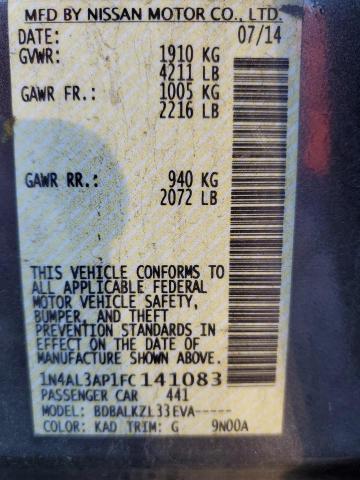 MFD BY NISSAN MOTOR CO., LTD.
DATE: 07/14
GVWR: 1910 KG
4211 LB
GAWR FR.: 1005 KG
2216 LB
GAWR RR.: 940 KG
2072 LB
THIS VEHICLE CONFORMS TO
ALL APPLICABLE FEDERAL
MOTOR VEHICLE SAFETY,
BUMPER, AND THEFT
PREVENTION STANDARDS IN
EFFECT ON THE DATE OF
MANUFACTURE SHOWN ABOVE.
1N4AL3AP1FC141083
PASSENGER CAR 441
MODEL: BDBALKZL33EVA-----
COLOR: KAD TRIM: G 9N00A